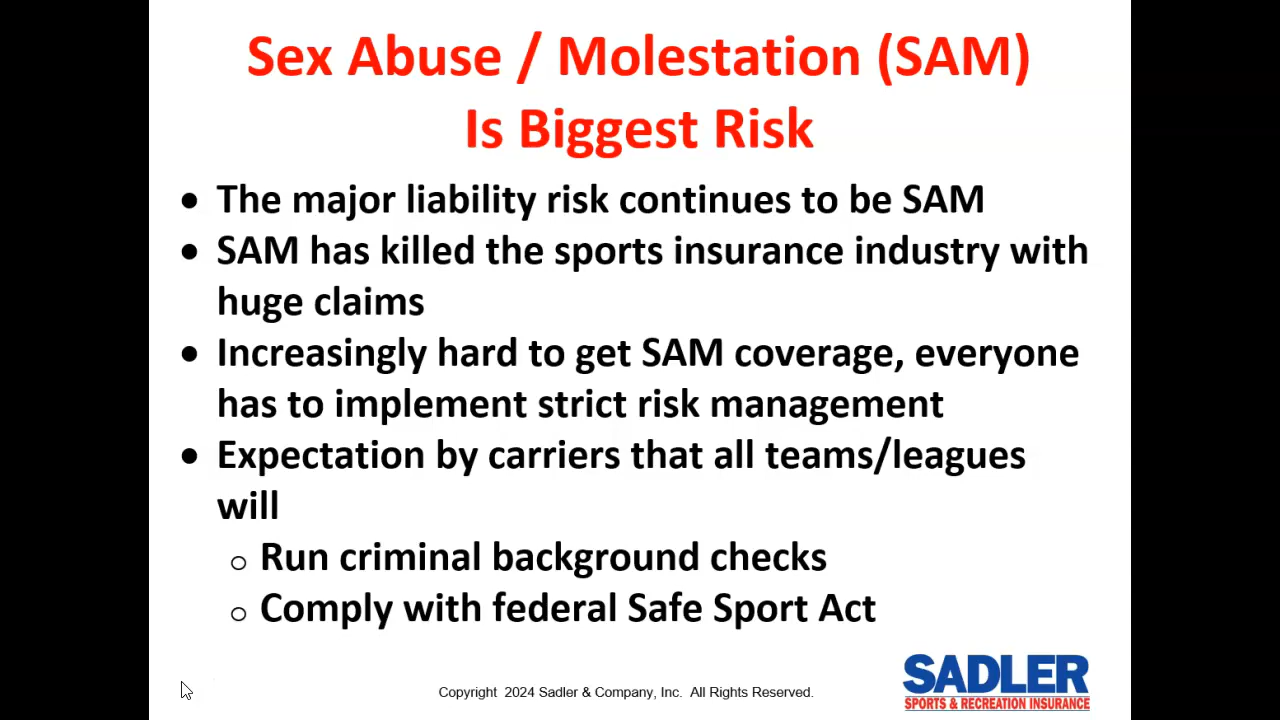 Sex Abuse / Molestation (SAM)
Is Biggest Risk
• The major liability risk continues to be SAM
• SAM has killed the sports insurance industry with
huge claims
• Increasingly hard to get SAM coverage, everyone
has to implement strict risk management
• Expectation by carriers that all teams/leagues
will
o Run criminal background checks
o Comply with federal Safe Sport Act
Copyright 2024 Sadler & Company, Inc. All Rights Reserved.
SADLER
SPORTS & RECREATION INSURANCE